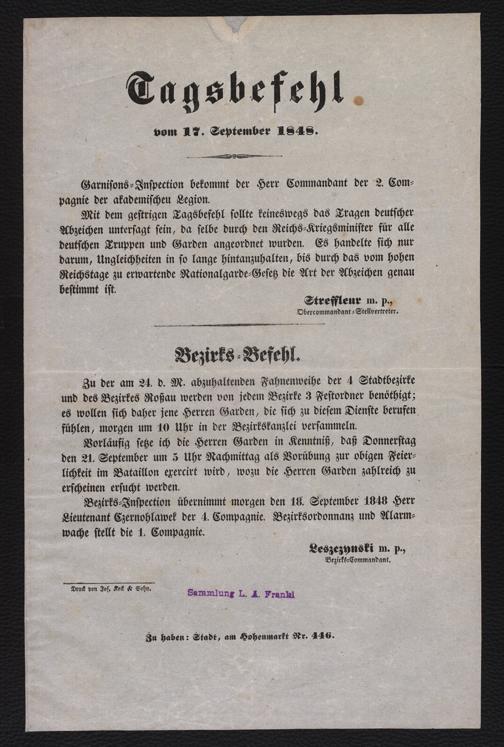 Tagsbefehl
vom 17. September 1848.
Garnisons-Inspection bekommt der Herr Commandant der 2. Com-
pagnie der akademischen Legion.
Mit dem gestrigen Tagsbefehl sollte keineswegs das Tragen deutscher
Abzeichen untersagt sein, da selbe durch den Reichs-Kriegsminister für alle
deutschen Truppen und Garden angeordnet wurden. Es handelte sich nur
darum, Ungleichheiten in so lange hintanzuhalten, bis durch das vom hohen
Reichstage zu erwartende Nationalgarde-Gesetz die Art der Abzeichen genau
bestimmt ist.
Streffleur m. p.,
Obercommandant-Stellvertreter.
Bezirks-Befehl.
Zu der am 24. d. M. abzuhaltenden Fahnenweihe der 4 Stadtbezirke
und des Bezirkes Roßau werden von jedem Bezirke 3 Festordner benöthigt;
es wollen sich daher jene Herren Garden, die sich zu diesem Dienste berufen
fühlen, morgen um 10 Uhr in der Bezirkskanzlei versammeln.
Vorläufig setze ich die Herren Garden in Kenntniß, daß Donnerstag
den 21. September um 5 Uhr Nachmittag als Vorübung zur obigen Feier-
lichkeit im Bataillon exercirt wird, wozu die Herren Garden zahlreich zu
erscheinen ersucht werden.
Bezirks-Inspection übernimmt morgen den 18. September 1848 Herr
Lieutenant Czernohlawek der 4. Compagnie. Bezirksordonnanz und Alarm-
wache stellt die 1. Compagnie.
Leszczynski m. p.,
Bezirks-Commandant.
Druck von Jos. Keck & Sohn.
Sammlung L. A. Frankl
Zu haben: Stadt, am Hohenmarkt Nr. 446.